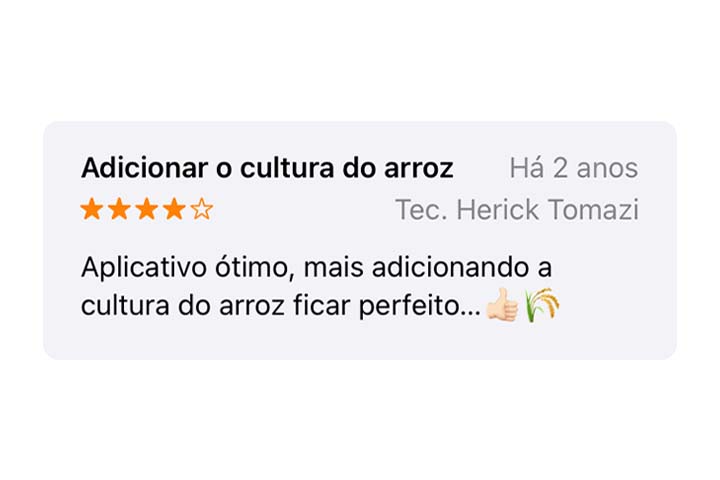 Adicionar o cultura do arroz
Há 2 anos
★★★★☆
Tec. Herick Tomazi
Aplicativo ótimo, mais adicionando a
cultura do arroz ficar perfeito...👍🏻🌾